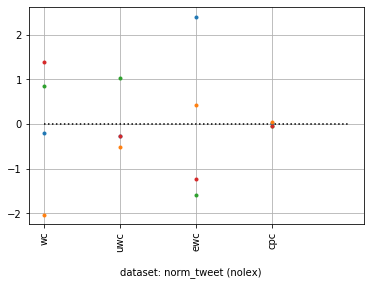 2
1
0
−1
−2
wc
uwc
ewc
cpc
dataset: norm_tweet (nolex)